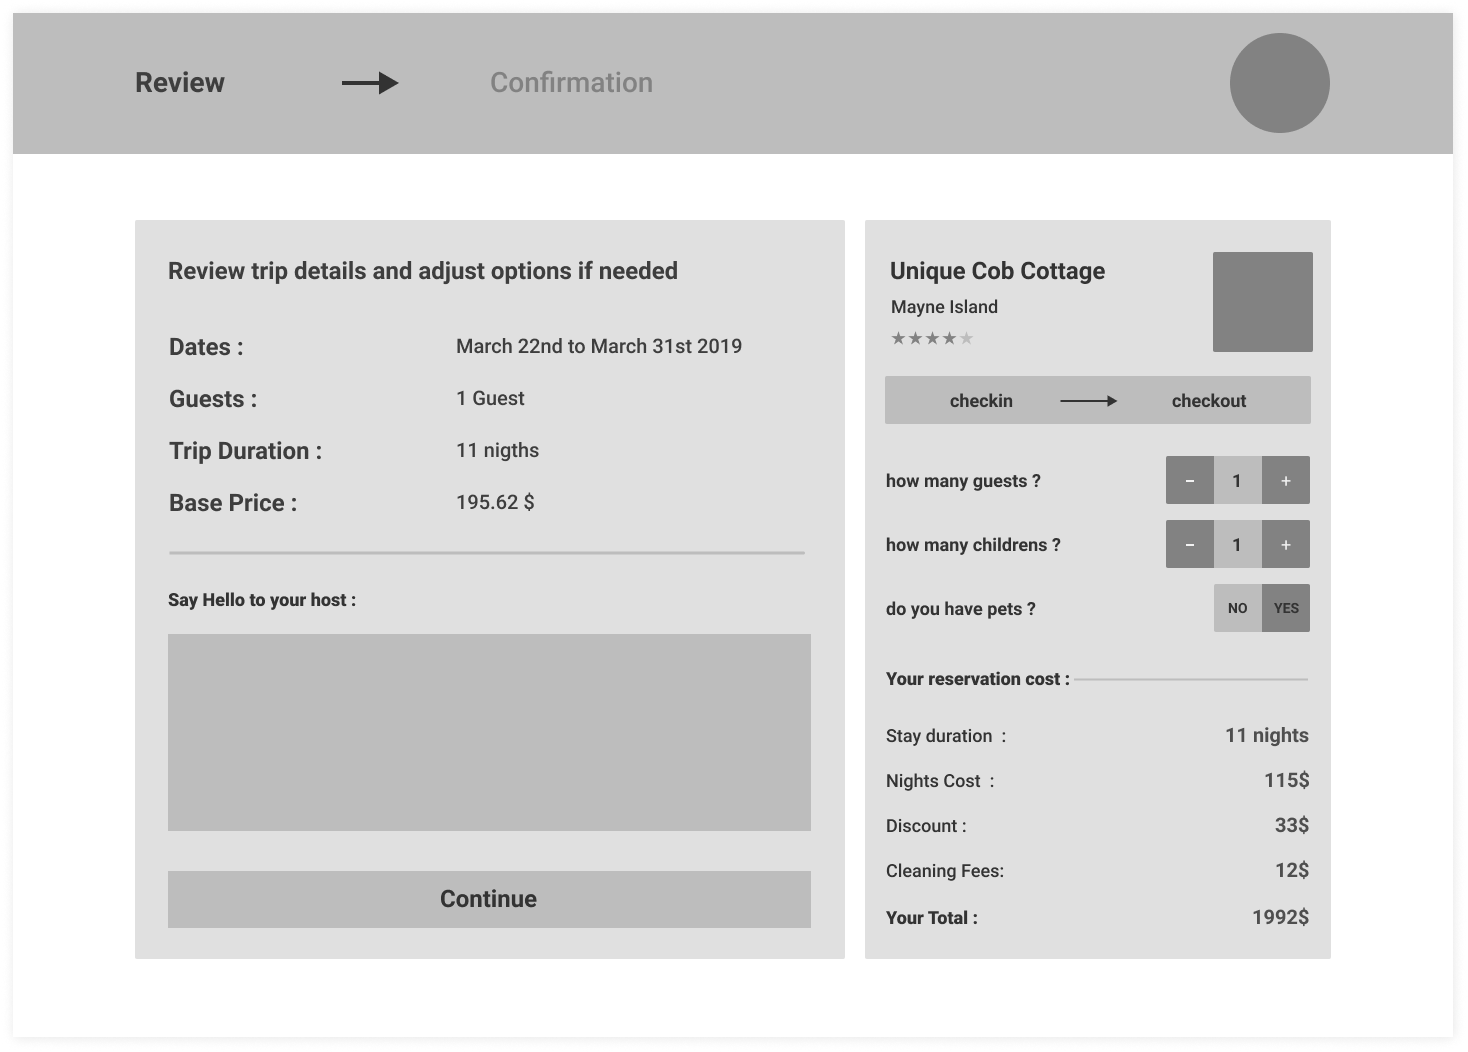 Review
Confirmation
Review trip details and adjust options if needed
Dates : March 22nd to March 31st 2019
Guests : 1 Guest
Trip Duration : 11 nigths
Base Price : 195.62 $
Say Hello to your host :
Continue
Unique Cob Cottage
Mayne Island
checkin checkout
how many guests ? - 1 +
how many childrens ? - 1 +
do you have pets ? NO YES
Your reservation cost :
Stay duration : 11 nights
Nights Cost : 115$
Discount : 33$
Cleaning Fees: 12$
Your Total : 1992$